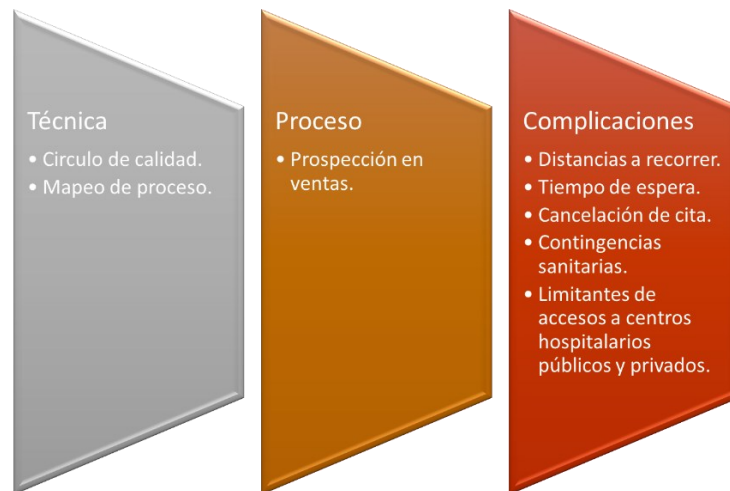 Técnica
• Circulo de calidad.
• Mapeo de proceso.
Proceso
• Prospección en
ventas.
Complicaciones
• Distancias a recorrer.
• Tiempo de espera.
• Cancelación de cita.
• Contingencias
sanitarias.
• Limitantes de
accesos a centros
hospitalarios
públicos y privados.